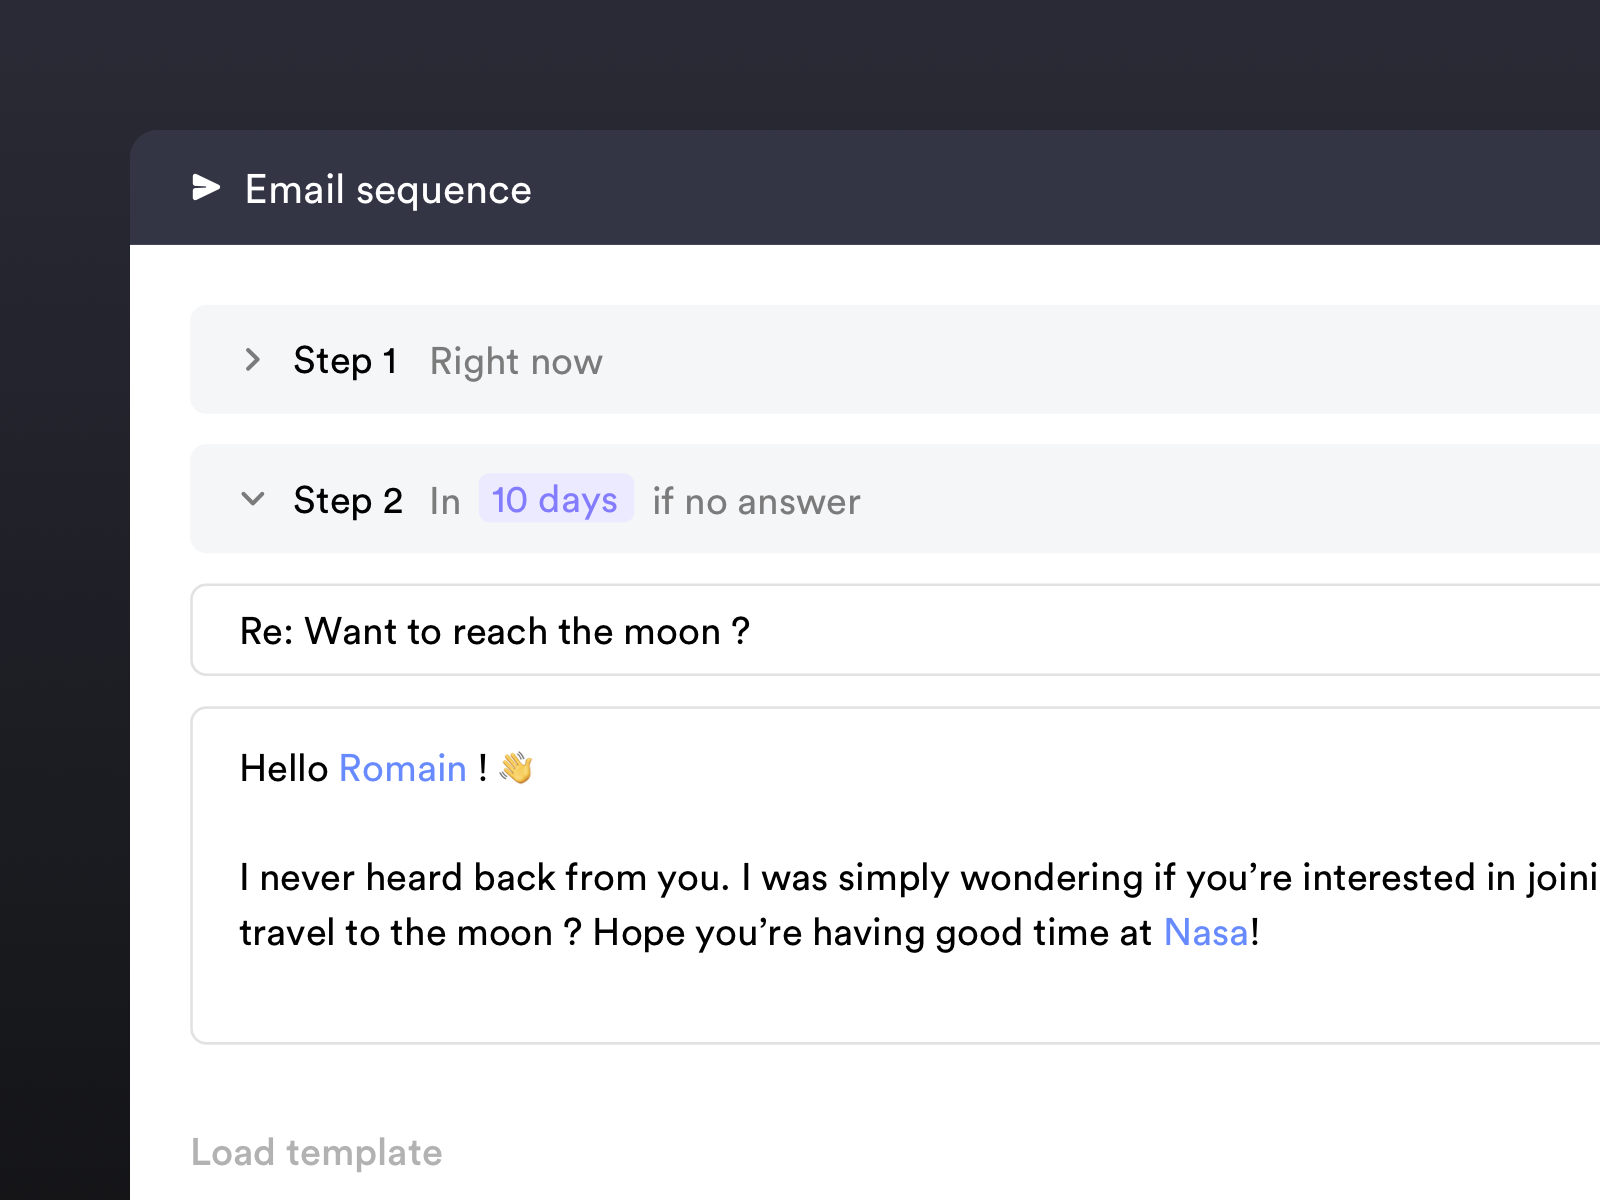 Email sequence
Step 1 Right now
Step 2 In 10 days if no answer
Re: Want to reach the moon ?
Hello Romain ! 👋
I never heard back from you. I was simply wondering if you’re interested in
travel to the moon ? Hope you’re having good time at Nasa!
Load template